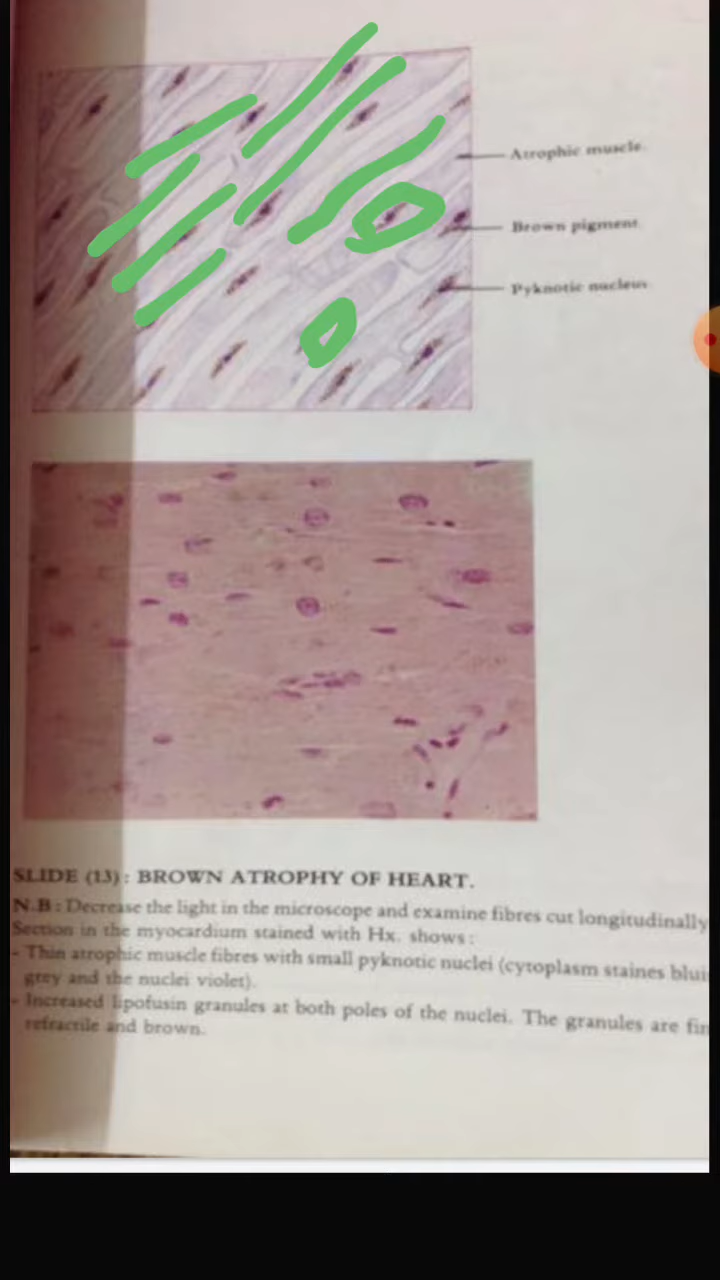 Atrophic muscle.
Brown pigment.
Pyknotic nucleus
SLIDE (13) : BROWN ATROPHY OF HEART.
N.B : Decrease the light in the microscope and examine fibres cut longitudinally
Section in the myocardium stained with Hx. shows :
- Thin atrophic muscle fibres with small pyknotic nuclei (cytoplasm staines bluis
grey and the nuclei violet).
- Increased lipofusin granules at both poles of the nuclei. The granules are fin
refractile and brown.